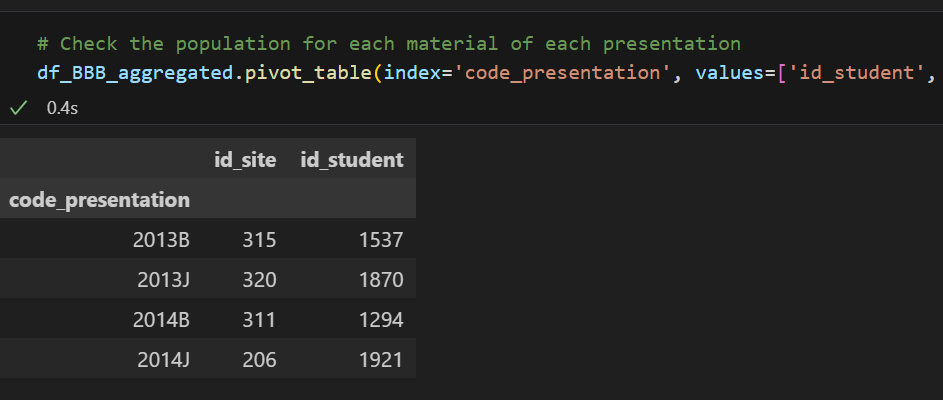 # Check the population for each material of each presentation
df_BBB_aggregated.pivot_table(index='code_presentation', values=['id_student',
0.4s
id_site id_student
code_presentation
2013B 315 1537
2013J 320 1870
2014B 311 1294
2014J 206 1921